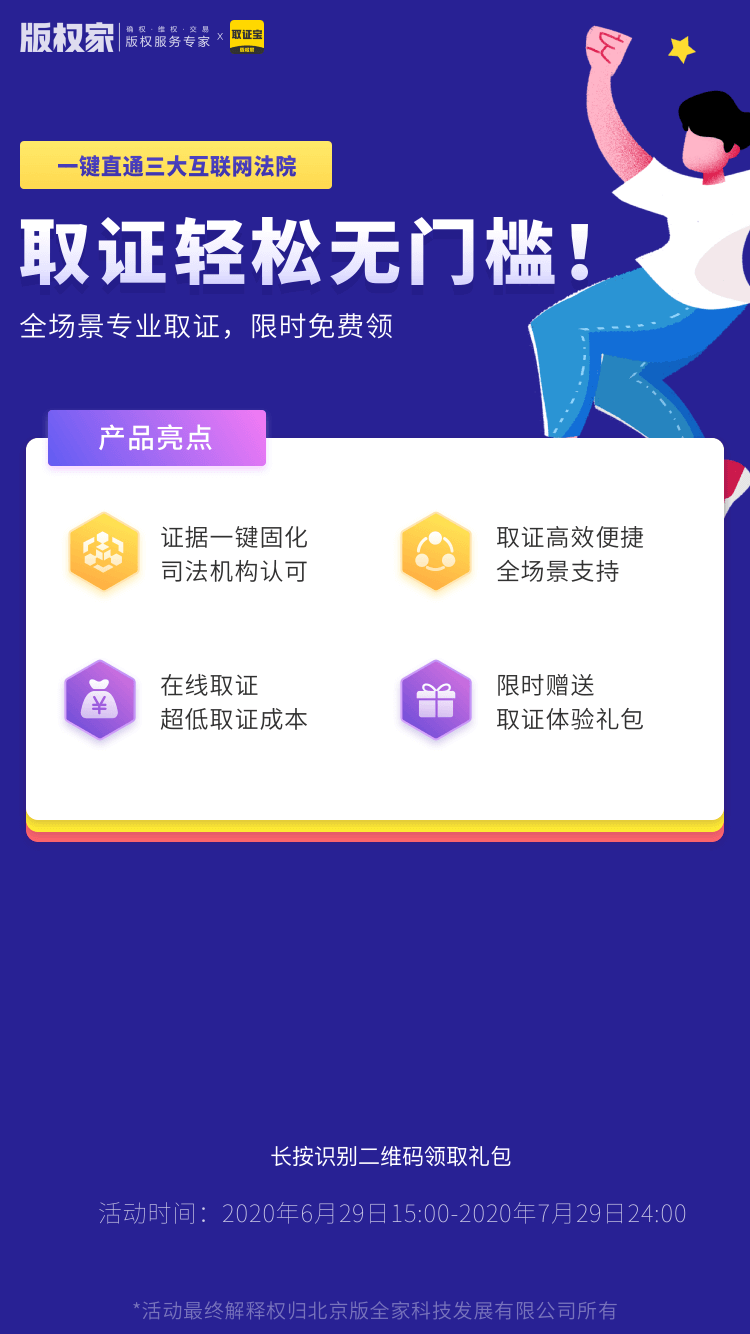 版权家
确权·维权·交易
版权服务专家
x
取证宝
一键直通三大互联网法院
取证轻松无门槛！
全场景专业取证，限时免费领
产品亮点
证据一键固化
司法机构认可
取证高效便捷
全场景支持
在线取证
超低取证成本
限时赠送
取证体验礼包
长按识别二维码领取礼包
活动时间：2020年6月29日15:00-2020年7月29日24:00
*活动最终解释权归北京版全家科技发展有限公司所有